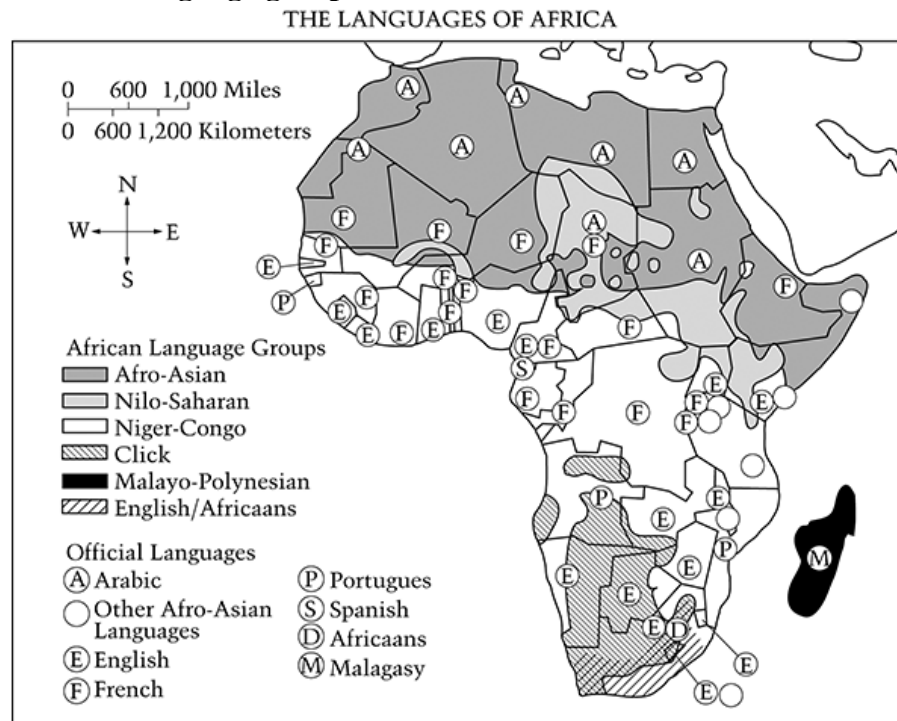 THE LANGUAGES OF AFRICA
0 600 1,000 Miles
0 600 1,200 Kilometers
N
W E
S
African Language Groups
Afro-Asian
Nilo-Saharan
Niger-Congo
Click
Malayo-Polynesian
English/Africaans
Official Languages
A Arabic
Other Afro-Asian
Languages
E English
F French
P Portugues
S Spanish
D Africaans
M Malagasy
A
A
A
A
A
A
F
F
A
F
F
F
A
F
E
P
F
F
F
F
E
E
F
E
E
F
E
F
S
F
F
F
E
F
F
E
P
E
E
P
E
E
E
M
E
D
E
E